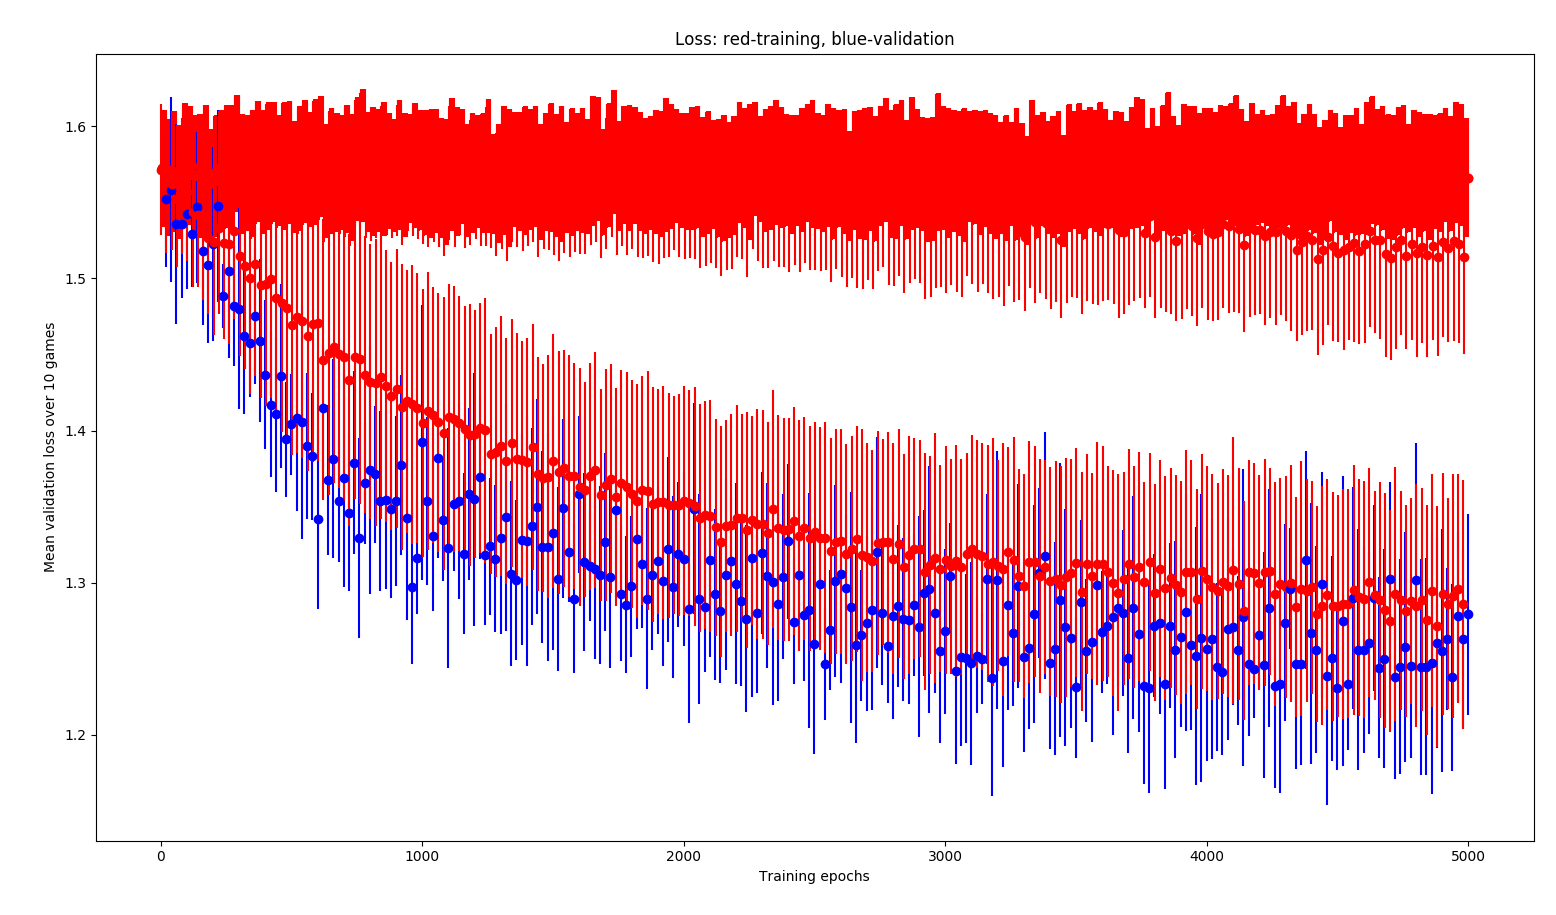 Loss: red-training, blue-validation
Mean validation loss over 10 games
1.6
1.5
1.4
1.3
1.2
0 1000 2000 3000 4000 5000
Training epochs